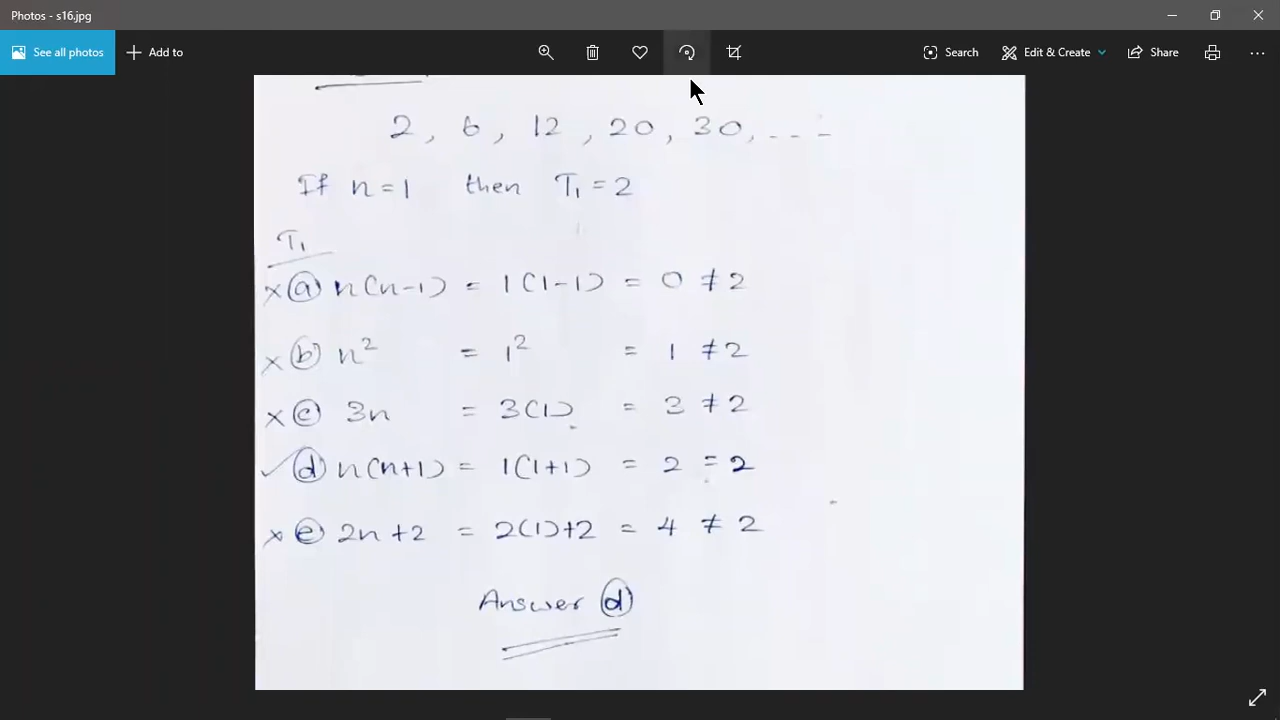 Photos - s16.jpg
See all photos
Add to
Search
Edit & Create
Share
2, 6, 12, 20, 30, ---
If n=1 then T₁ = 2
T₁
× (a) n(n-1) = 1(1-1) = 0 ≠ 2
× (b) n² = 1² = 1 ≠ 2
× (c) 3n = 3(1) = 3 ≠ 2
✓ (d) n(n+1) = 1(1+1) = 2 = 2
× (e) 2n+2 = 2(1)+2 = 4 ≠ 2
Answer (d)